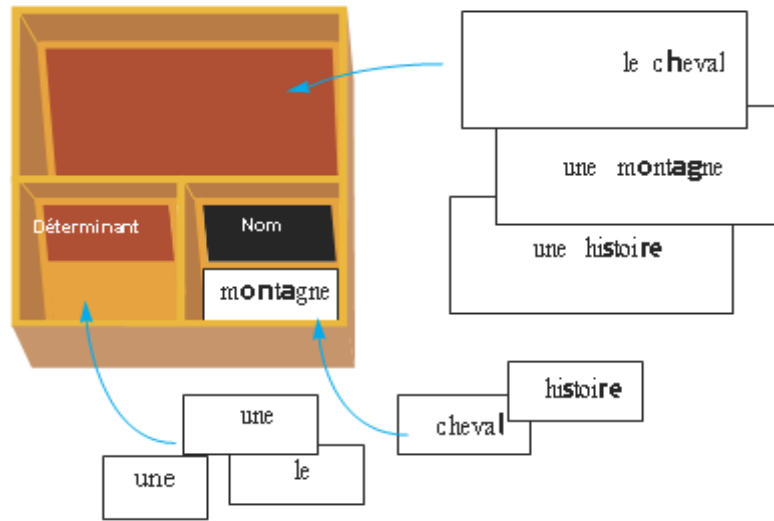 le cheval
une montagne
Déterminant
Nom
une histoire
montagne
histoire
une
cheval
une
le